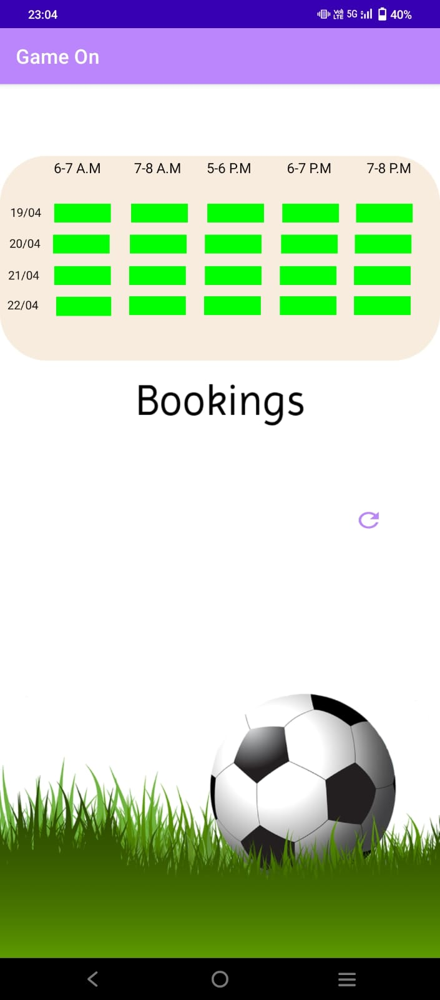 23:04 Vo)) LTE 5G 40%
Game On
6-7 A.M 7-8 A.M 5-6 P.M 6-7 P.M 7-8 P.M
19/04
20/04
21/04
22/04
Bookings